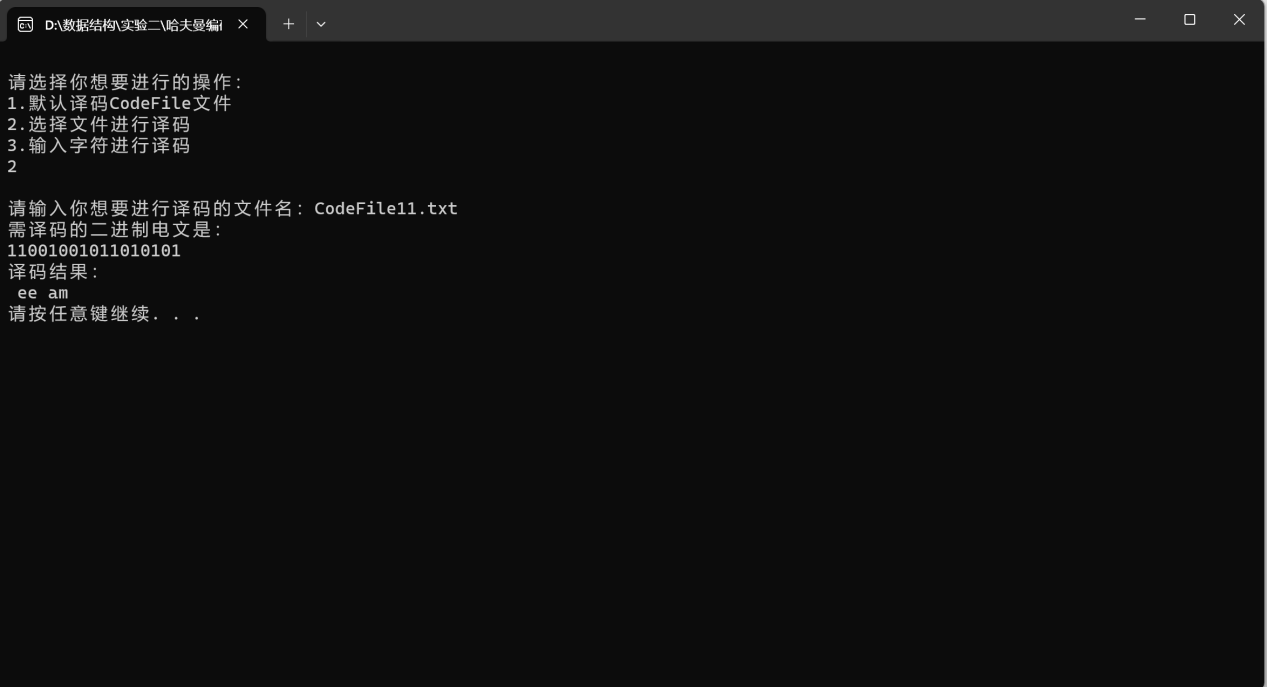 D:\数据结构\实验二\哈夫曼编
请选择你想要进行的操作：
1.默认译码CodeFile文件
2.选择文件进行译码
3.输入字符进行译码
2
请输入你想要进行译码的文件名：CodeFile11.txt
需译码的二进制电文是：
11001001011010101
译码结果：
 ee am
请按任意键继续. . .